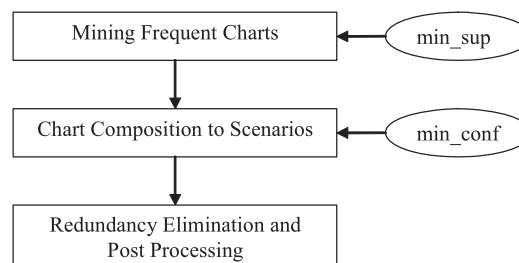 Mining Frequent Charts
min_sup
Chart Composition to Scenarios
min_conf
Redundancy Elimination and
Post Processing